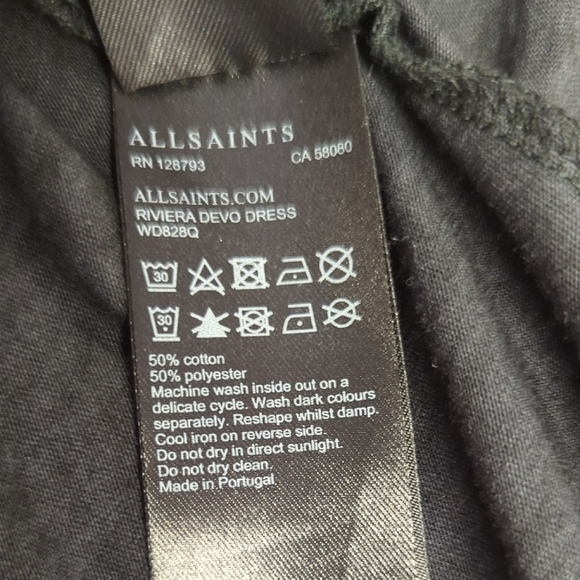 ALLSAINTS
RN 128793 CA 58080
ALLSAINTS.COM
RIVIERA DEVO DRESS
WD828Q
30
30
50% cotton
50% polyester
Machine wash inside out on a
delicate cycle. Wash dark colours
separately. Reshape whilst damp.
Cool iron on reverse side.
Do not dry in direct sunlight.
Do not dry clean.
Made in Portugal